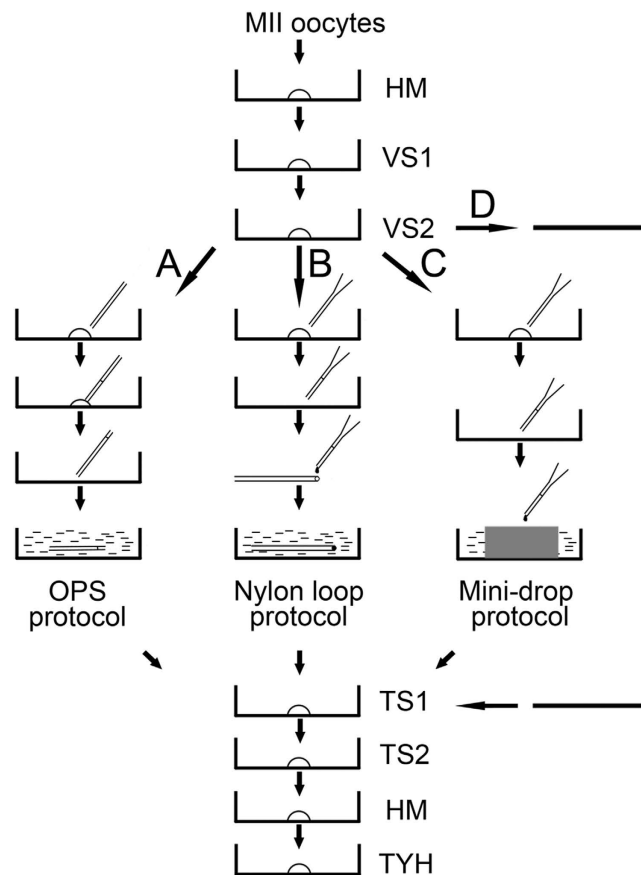 MII oocytes
HM
VS1
VS2
D
A
B
C
OPS
protocol
Nylon loop
protocol
Mini-drop
protocol
TS1
TS2
HM
TYH